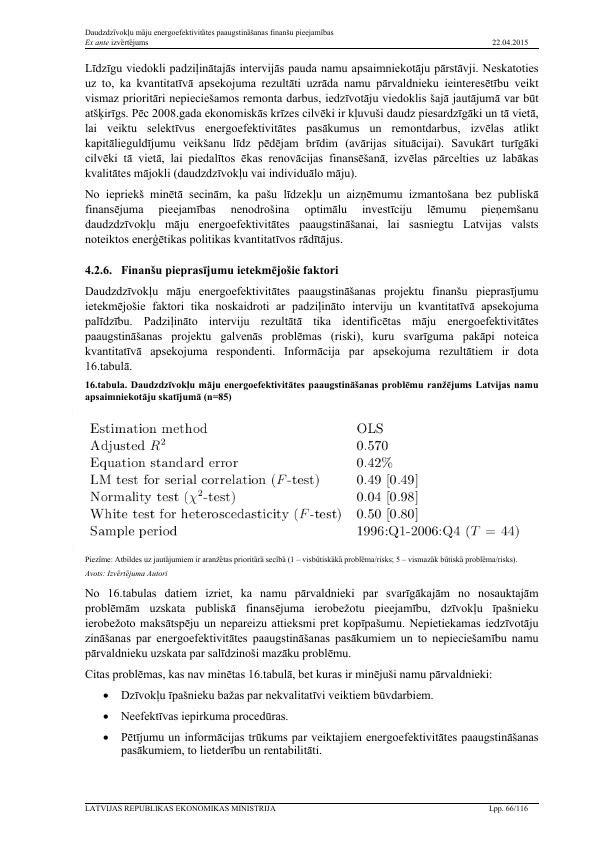 Daudzdzīvokļu māju energoefektivitātes paaugstināšanas finanšu pieejamības
Ex ante izvērtējums 22.04.2015
Līdzīgu viedokli padziļinātajās intervijās pauda namu apsaimniekotāju pārstāvji. Neskatoties
uz to, ka kvantitatīvā apsekojuma rezultāti uzrāda namu pārvaldnieku ieinteresētību veikt
vismaz prioritāri nepieciešamos remonta darbus, iedzīvotāju viedoklis šajā jautājumā var būt
atšķirīgs. Pēc 2008.gada ekonomiskās krīzes cilvēki ir kļuvuši daudz piesardzīgāki un tā vietā,
lai veiktu selektīvus energoefektivitātes pasākumus un remontdarbus, izvēlas atlikt
kapitālieguldījumu veikšanu līdz pēdējam brīdim (avārijas situācijai). Savukārt turīgāki
cilvēki tā vietā, lai piedalītos ēkas renovācijas finansēšanā, izvēlas pārcelties uz labākas
kvalitātes mājokli (daudzdzīvokļu vai individuālo māju).
No iepriekš minētā secinām, ka pašu līdzekļu un aizņēmumu izmantošana bez publiskā
finansējuma pieejamības nenodrošina optimālu investīciju lēmumu pieņemšanu
daudzdzīvokļu māju energoefektivitātes paaugstināšanai, lai sasniegtu Latvijas valsts
noteiktos enerģētikas politikas kvantitatīvos rādītājus.
4.2.6. Finanšu pieprasījumu ietekmējošie faktori
Daudzdzīvokļu māju energoefektivitātes paaugstināšanas projektu finanšu pieprasījumu
ietekmējošie faktori tika noskaidroti ar padziļināto interviju un kvantitatīvā apsekojuma
palīdzību. Padziļināto interviju rezultātā tika identificētas māju energoefektivitātes
paaugstināšanas projektu galvenās problēmas (riski), kuru svarīguma pakāpi noteica
kvantitatīvā apsekojuma respondenti. Informācija par apsekojuma rezultātiem ir dota
16.tabulā.
16.tabula. Daudzdzīvokļu māju energoefektivitātes paaugstināšanas problēmu ranžējums Latvijas namu
apsaimniekotāju skatījumā (n=85)
Estimation method OLS
Adjusted R² 0.570
Equation standard error 0.42%
LM test for serial correlation (F-test) 0.49 [0.49]
Normality test (χ²-test) 0.04 [0.98]
White test for heteroscedasticity (F-test) 0.50 [0.80]
Sample period 1996:Q1-2006:Q4 (T = 44)
Piezīme: Atbildes uz jautājumiem ir aranžētas prioritārā secībā (1 – visbūtiskākā problēma/risks; 5 – vismazāk būtiskā problēma/risks).
Avots: Izvērtējuma Autori
No 16.tabulas datiem izriet, ka namu pārvaldnieki par svarīgākajām no nosauktajām
problēmām uzskata publiskā finansējuma ierobežotu pieejamību, dzīvokļu īpašnieku
ierobežoto maksātspēju un nepareizu attieksmi pret kopīpašumu. Nepietiekamas iedzīvotāju
zināšanas par energoefektivitātes paaugstināšanas pasākumiem un to nepieciešamību namu
pārvaldnieku uzskata par salīdzinoši mazāku problēmu.
Citas problēmas, kas nav minētas 16.tabulā, bet kuras ir minējuši namu pārvaldnieki:
• Dzīvokļu īpašnieku bažas par nekvalitatīvi veiktiem būvdarbiem.
• Neefektīvas iepirkuma procedūras.
• Pētījumu un informācijas trūkums par veiktajiem energoefektivitātes paaugstināšanas
pasākumiem, to lietderību un rentabilitāti.
LATVIJAS REPUBLIKAS EKONOMIKAS MINISTRIJA Lpp. 66/116